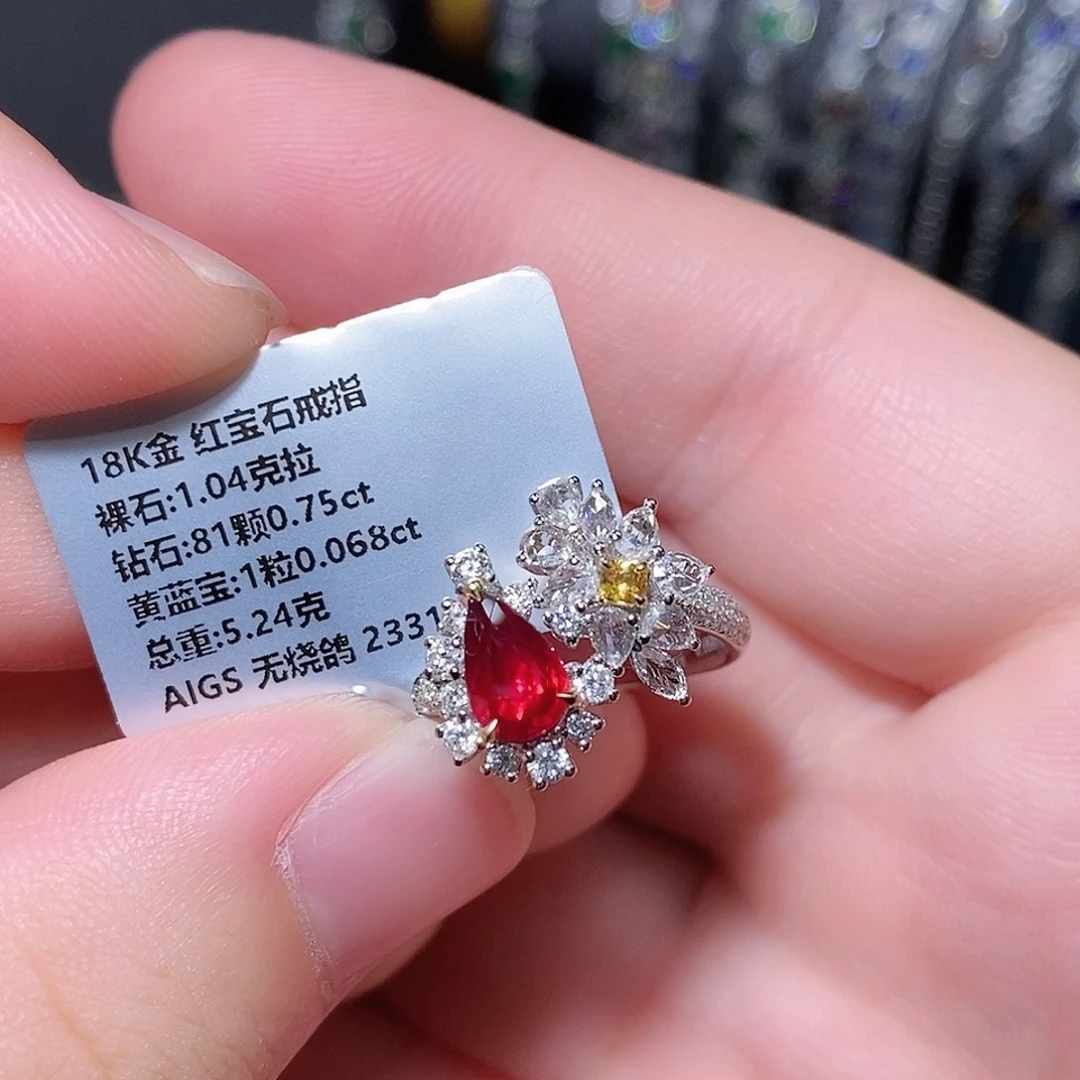 18K金 红宝石戒指
裸石:1.04克拉
钻石:81颗0.75ct
黄蓝宝:1粒0.068ct
总重:5.24克
AIGS 无烧鸽 2331